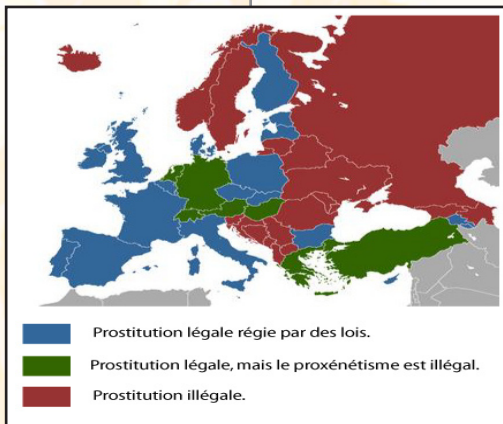 Prostitution légale régie par des lois.
Prostitution légale, mais le proxénétisme est illégal.
Prostitution illégale.